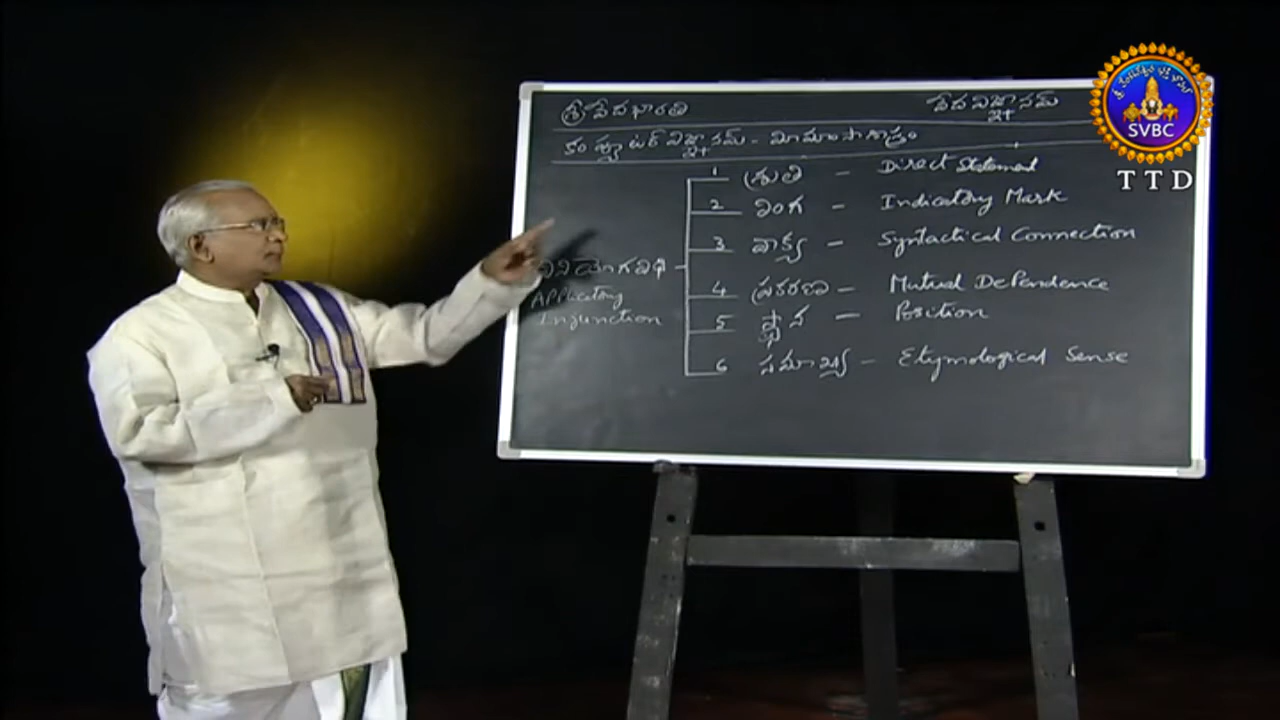 శ్రీ వేదభారతి వేదవిజ్ఞానమ్
కంప్యూటర్ విజ్ఞానమ్ - మీమాంసాశాస్త్రం
1 శ్రుతి - Direct Statement
2 లింగ - Indicatory Mark
3 వాక్య - Syntactical Connection
వినియోగవిధి
Applicatory
Injunction
4 ప్రకరణ - Mutual Dependence
5 స్థాన - Position
6 సమాఖ్య - Etymological Sense
SVBC
TTD